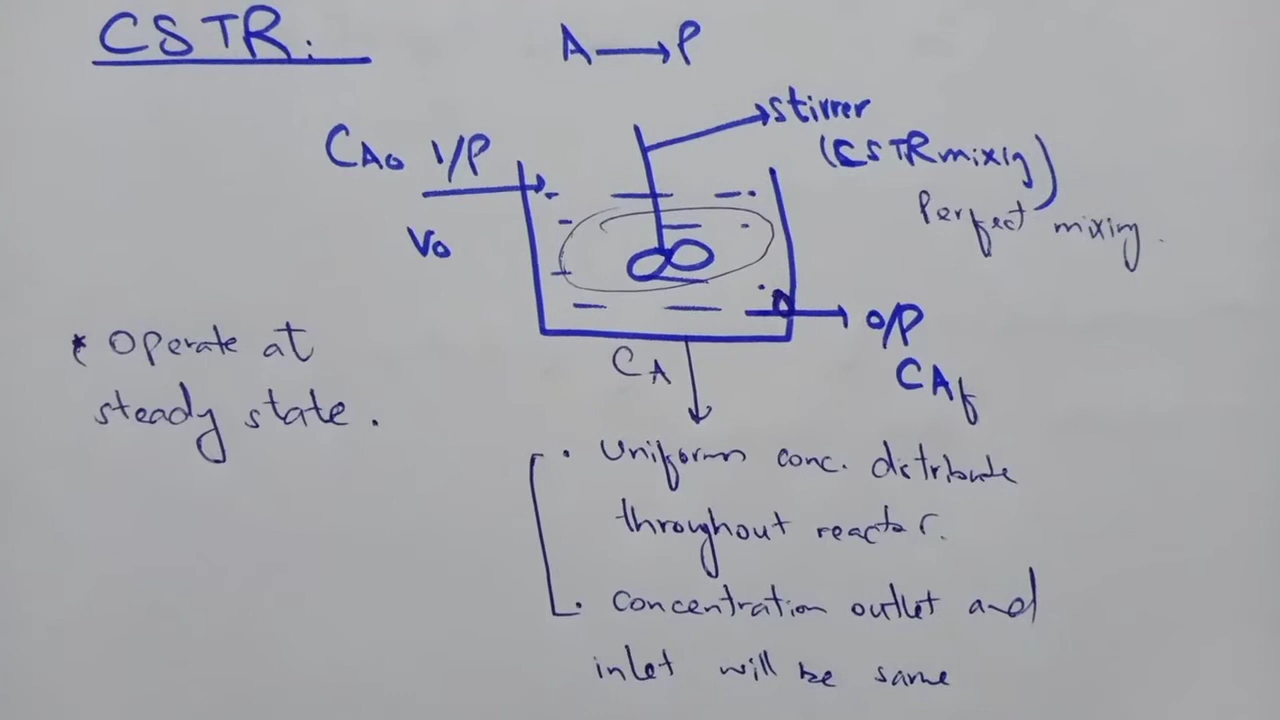 CSTR:
A → P
stirrer
(CSTR mixig)
Perfect mixing.
CA0 I/P
V0
O/P
CAf
CA
* Operate at
steady state.
• Uniform conc. distribute
throughout reactor.
• concentration outlet and
inlet will be same